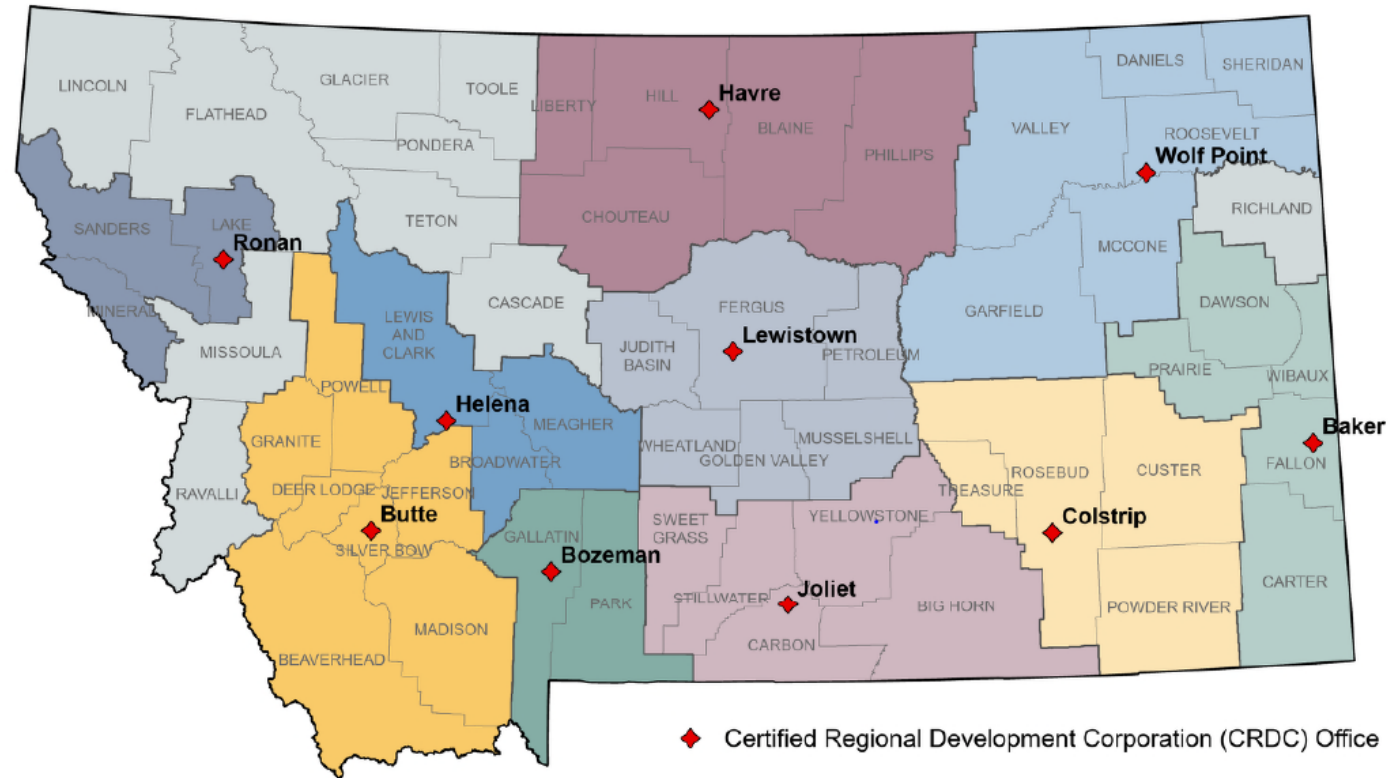 LINCOLN
GLACIER
TOOLE
FLATHEAD
PONDERA
LIBERTY
HILL
Havre
BLAINE
PHILLIPS
DANIELS
SHERIDAN
VALLEY
ROOSEVELT
Wolf Point
SANDERS
LAKE
Ronan
TETON
CHOUTEAU
RICHLAND
MCCONE
MINERAL
MISSOULA
LEWIS
AND
CLARK
CASCADE
FERGUS
Lewistown
JUDITH
BASIN
PETROLEUM
GARFIELD
DAWSON
PRAIRIE
WIBAUX
POWELL
Helena
MEAGHER
GRANITE
BROADWATER
WHEATLAND
GOLDEN VALLEY
MUSSELSHELL
Baker
FALLON
RAVALLI
DEER LODGE
JEFFERSON
Butte
SILVER BOW
GALLATIN
Bozeman
SWEET
GRASS
YELLOWSTONE
TREASURE
ROSEBUD
CUSTER
Colstrip
PARK
STILLWATER
Joliet
BIG HORN
POWDER RIVER
CARTER
MADISON
BEAVERHEAD
CARBON
Certified Regional Development Corporation (CRDC) Office